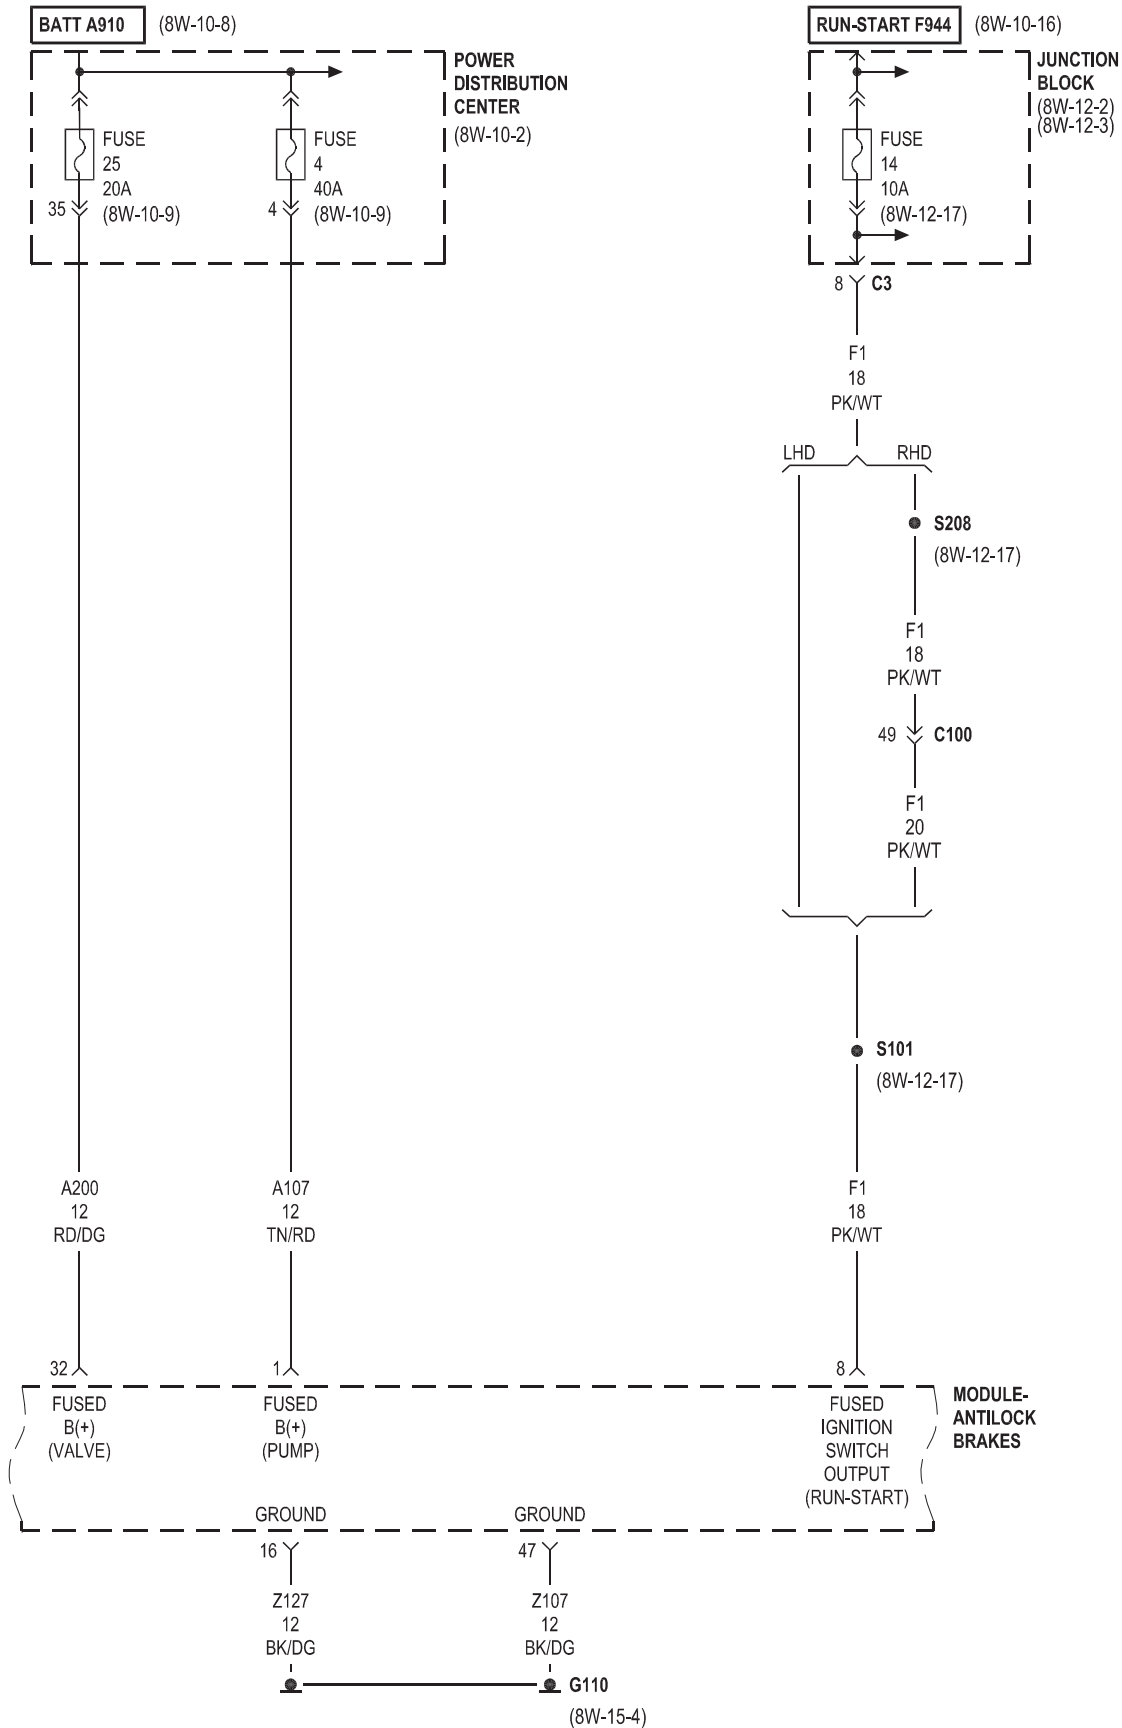 BATT A910 (8W-10-8)
RUN-START F944 (8W-10-16)
POWER
DISTRIBUTION
CENTER
(8W-10-2)
JUNCTION
BLOCK
(8W-12-2)
(8W-12-3)
FUSE
25
20A
(8W-10-9)
35
FUSE
4
40A
(8W-10-9)
4
FUSE
14
10A
(8W-12-17)
8 C3
F1
18
PK/WT
LHD RHD
S208
(8W-12-17)
F1
18
PK/WT
49 C100
F1
20
PK/WT
S101
(8W-12-17)
A200
12
RD/DG
A107
12
TN/RD
F1
18
PK/WT
32 1 8
FUSED
B(+)
(VALVE)
FUSED
B(+)
(PUMP)
FUSED
IGNITION
SWITCH
OUTPUT
(RUN-START)
MODULE-
ANTILOCK
BRAKES
GROUND GROUND
16 47
Z127
12
BK/DG
Z107
12
BK/DG
G110
(8W-15-4)